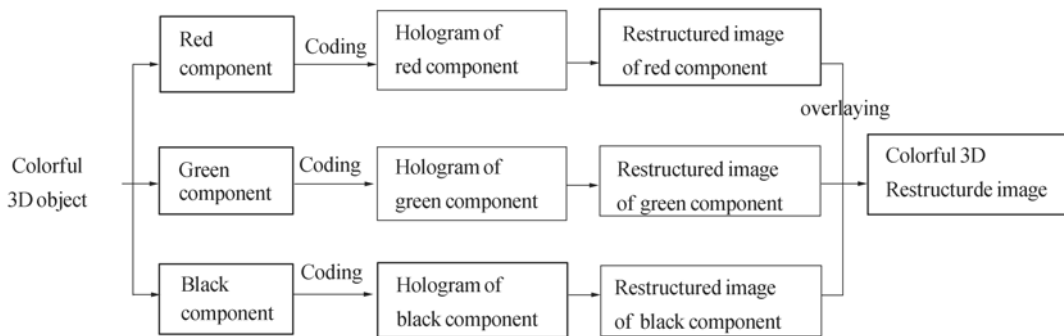 Colorful
3D object
Red
component
Coding
Hologram of
red component
Restructured image
of red component
Green
component
Coding
Hologram of
green component
Restructured image
of green component
Black
component
Coding
Hologram of
black component
Restructured image
of black component
overlaying
Colorful 3D
Restructurde image